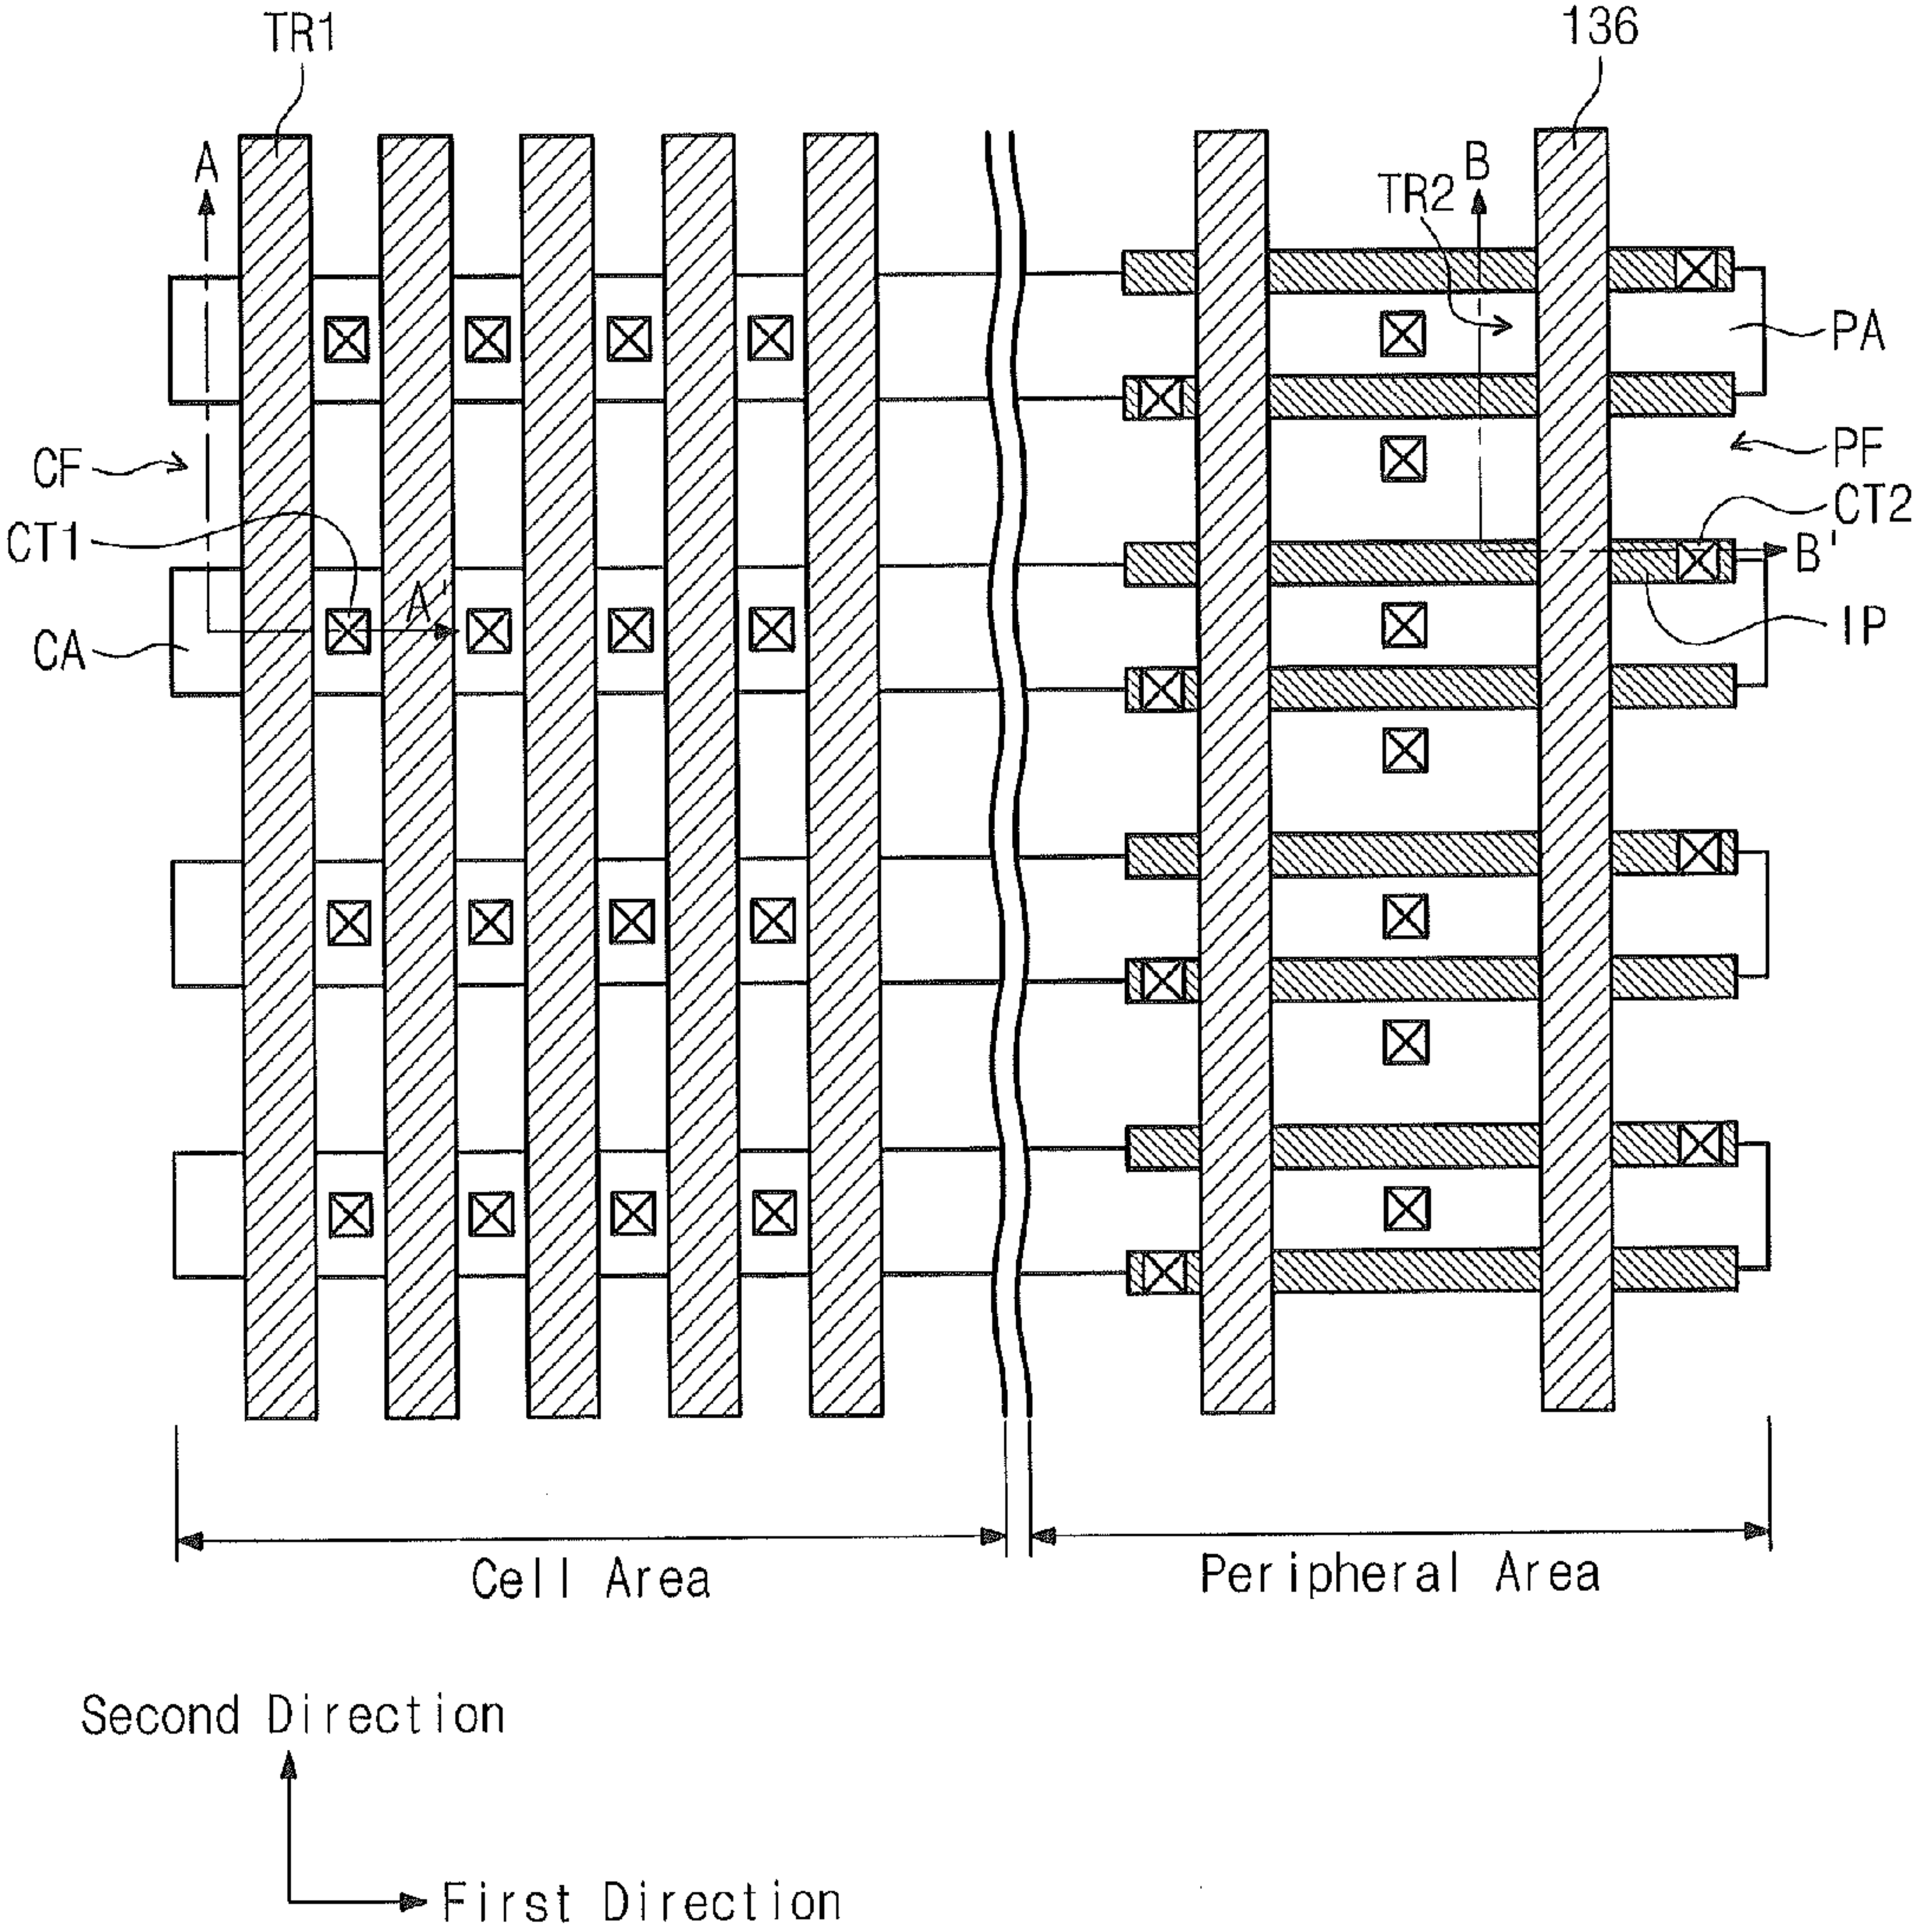 TR1
136
A
B
TR2
PA
CF
PF
CT1
CT2
B'
A'
CA
IP
Cell Area
Peripheral Area
Second Direction
First Direction